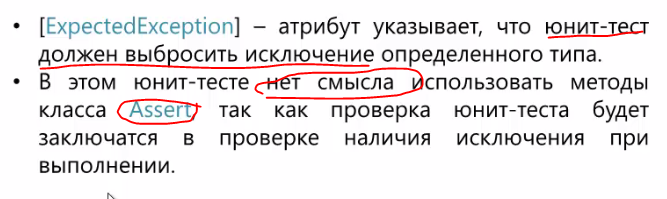 • [ExpectedException] – атрибут указывает, что юнит-тест
должен выбросить исключение определенного типа.
• В этом юнит-тесте нет смысла использовать методы
класса Assert так как проверка юнит-теста будет
заключатся в проверке наличия исключения при
выполнении.